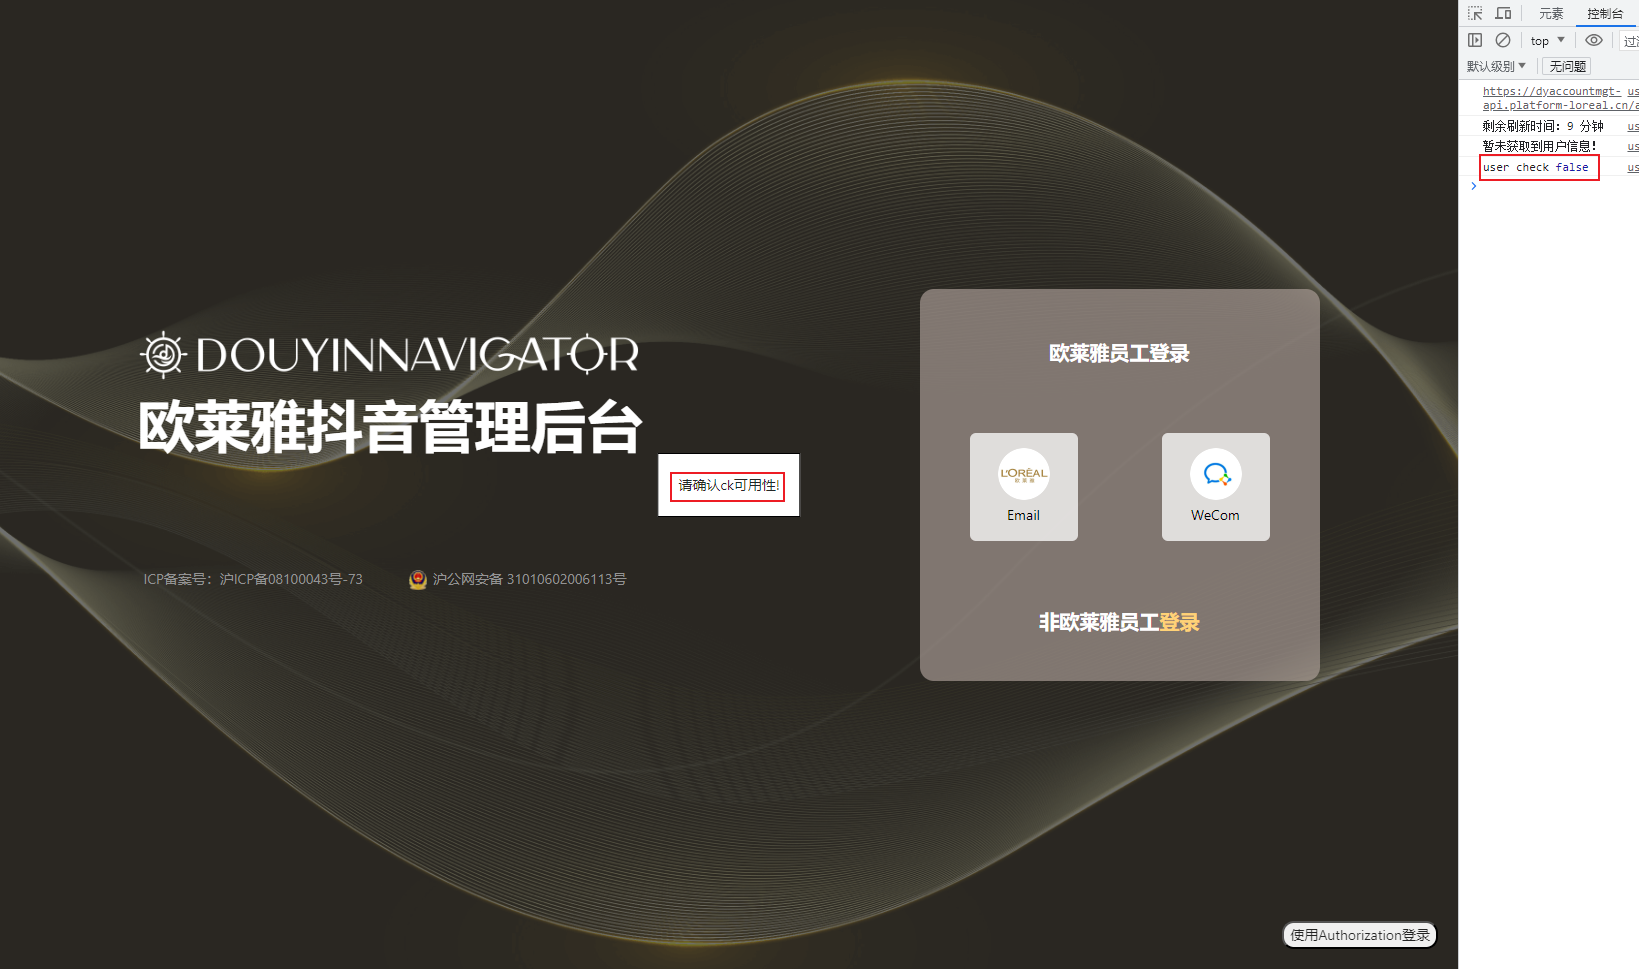 DOUYINNAVIGATOR
欧莱雅抖音管理后台
请确认ck可用性!
ICP备案号：沪ICP备08100043号-73
沪公网安备 31010602006113号
欧莱雅员工登录
L'ORÉAL
欧莱雅
Email
WeCom
非欧莱雅员工登录
使用Authorization登录
元素 控制台
top
默认级别 无问题
https://dyaccountmgt- us
api.platform-loreal.cn/a
剩余刷新时间：9 分钟 us
暂未获取到用户信息! us
user check false us